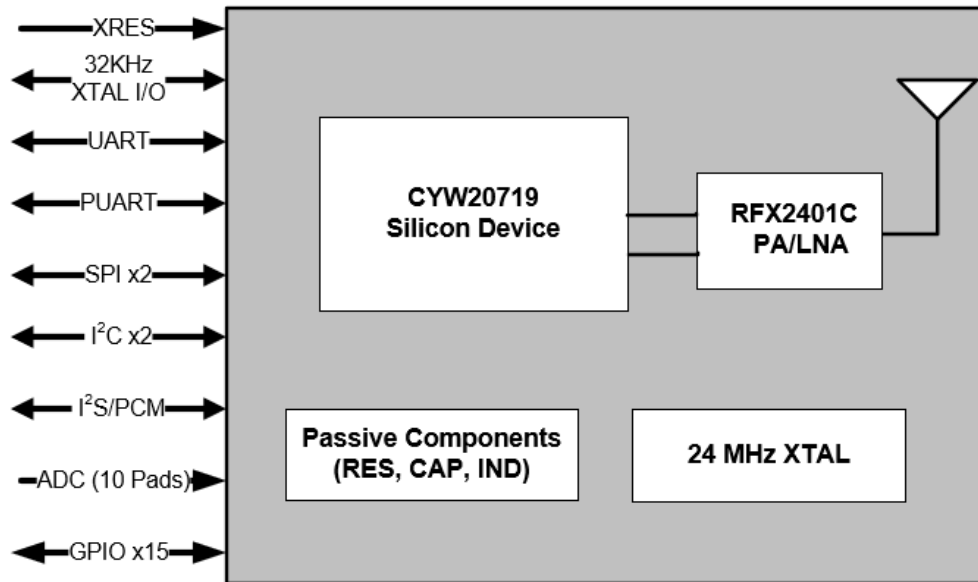 XRES
32KHz
XTAL I/O
UART
PUART
SPI x2
I²C x2
I²S/PCM
ADC (10 Pads)
GPIO x15
CYW20719
Silicon Device
RFX2401C
PA/LNA
Passive Components
(RES, CAP, IND)
24 MHz XTAL